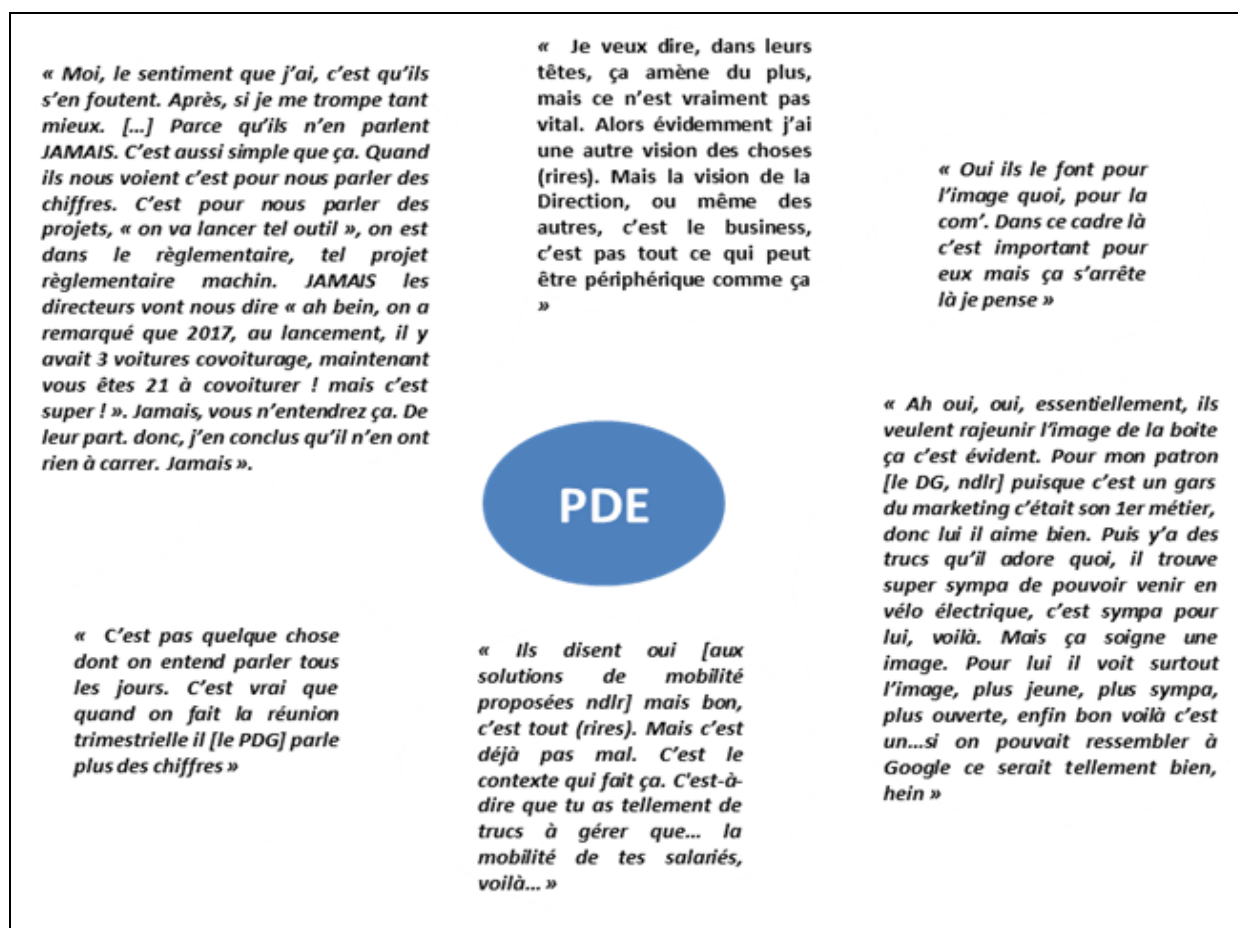 « Moi, le sentiment que j'ai, c'est qu'ils
s'en foutent. Après, si je me trompe tant
mieux. [...] Parce qu'ils n'en parlent
JAMAIS. C'est aussi simple que ça. Quand
ils nous voient c'est pour nous parler des
chiffres. C'est pour nous parler des
projets, « on va lancer tel outil », on est
dans le règlementaire, tel projet
règlementaire machin. JAMAIS les
directeurs vont nous dire « ah bein, on a
remarqué que 2017, au lancement, il y
avait 3 voitures covoiturage, maintenant
vous êtes 21 à covoiturer ! mais c'est
super ! ». Jamais, vous n'entendrez ça. De
leur part. donc, j'en conclus qu'il n'en ont
rien à carrer. Jamais ».
« Je veux dire, dans leurs
têtes, ça amène du plus,
mais ce n'est vraiment pas
vital. Alors évidemment j'ai
une autre vision des choses
(rires). Mais la vision de la
Direction, ou même des
autres, c'est le business,
c'est pas tout ce qui peut
être périphérique comme ça
»
« Oui ils le font pour
l'image quoi, pour la
com'. Dans ce cadre là
c'est important pour
eux mais ça s'arrête
là je pense »
PDE
« Ah oui, oui, essentiellement, ils
veulent rajeunir l'image de la boite
ça c'est évident. Pour mon patron
[le DG, ndlr] puisque c'est un gars
du marketing c'était son 1er métier,
donc lui il aime bien. Puis y'a des
trucs qu'il adore quoi, il trouve
super sympa de pouvoir venir en
vélo électrique, c'est sympa pour
lui, voilà. Mais ça soigne une
image. Pour lui il voit surtout
l'image, plus jeune, plus sympa,
plus ouverte, enfin bon voilà c'est
un...si on pouvait ressembler à
Google ce serait tellement bien,
hein »
« C'est pas quelque chose
dont on entend parler tous
les jours. C'est vrai que
quand on fait la réunion
trimestrielle il [le PDG] parle
plus des chiffres »
« Ils disent oui [aux
solutions de mobilité
proposées ndlr] mais bon,
c'est tout (rires). Mais c'est
déjà pas mal. C'est le
contexte qui fait ça. C'est-à-
dire que tu as tellement de
trucs à gérer que... la
mobilité de tes salariés,
voilà... »